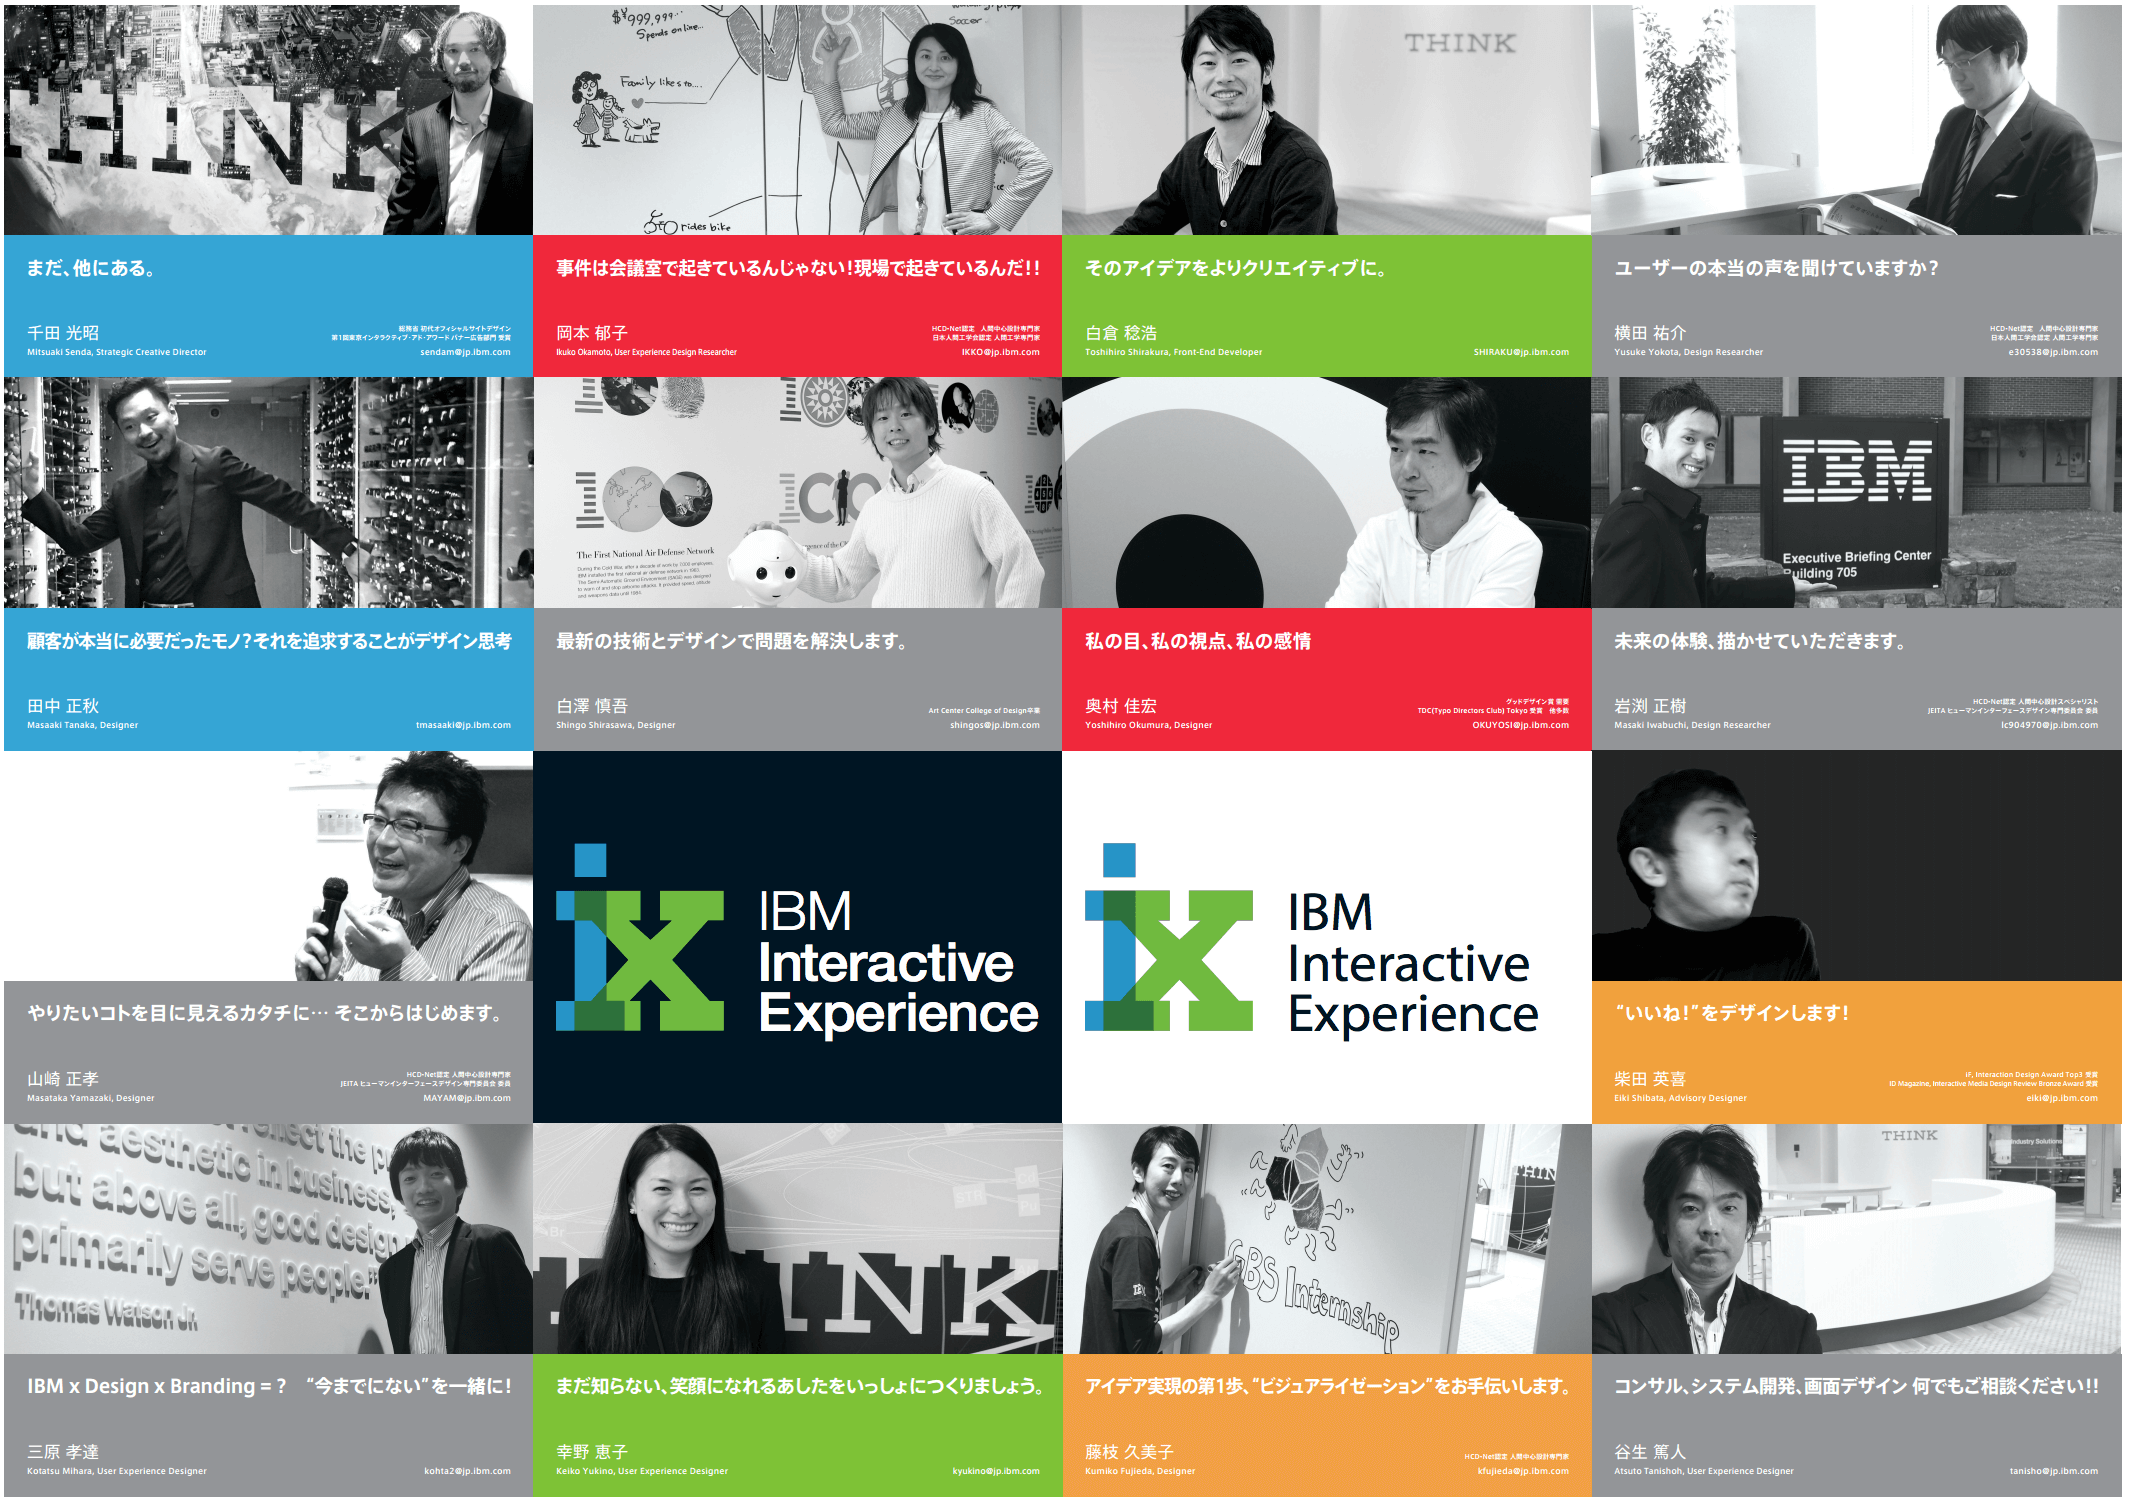 THINK
$¥999,999...
Spends online...
Soccer
Family likes to....
rides bike
THINK
まだ、他にある。
千田 光昭
総務省 初代オフィシャルサイトデザイン
第1回東京インタラクティブ・アド・アワード バナー広告部門 受賞
Mitsuaki Senda, Strategic Creative Director
sendam@jp.ibm.com
事件は会議室で起きているんじゃない!現場で起きているんだ!!
岡本 郁子
HCD-Net認定 人間中心設計専門家
日本人間工学会認定 人間工学専門家
Ikuko Okamoto, User Experience Design Researcher
IKKO@jp.ibm.com
そのアイデアをよりクリエイティブに。
白倉 稔浩
Toshihiro Shirakura, Front-End Developer
SHIRAKU@jp.ibm.com
ユーザーの本当の声を聞けていますか?
横田 祐介
HCD-Net認定 人間中心設計専門家
日本人間工学会認定 人間工学専門家
Yusuke Yokota, Design Researcher
e30538@jp.ibm.com
100
The First National Air Defense Network
During the Cold War, after a decade of work by 7,000 employees,
IBM
Executive Briefing Center
Building 705
顧客が本当に必要だったモノ?それを追求することがデザイン思考
田中 正秋
Masaaki Tanaka, Designer
tmasaaki@jp.ibm.com
最新の技術とデザインで問題を解決します。
白澤 慎吾
Art Center College of Design卒業
Shingo Shirasawa, Designer
shingos@jp.ibm.com
私の目、私の視点、私の感情
奥村 佳宏
グッドデザイン賞 審査
TDC(Typo Directors Club) Tokyo 受賞 他多数
Yoshihiro Okumura, Designer
OKUYOSI@jp.ibm.com
未来の体験、描かせていただきます。
岩渕 正樹
HCD-Net認定 人間中心設計スペシャリスト
JEITA ヒューマンインターフェースデザイン専門委員会 委員
Masaki Iwabuchi, Design Researcher
lc904970@jp.ibm.com
やりたいコトを目に見えるカタチに… そこからはじめます。
山崎 正孝
HCD-Net認定 人間中心設計専門家
JEITA ヒューマンインターフェースデザイン専門委員会 委員
Masataka Yamazaki, Designer
MAYAM@jp.ibm.com
ix
IBM
Interactive
Experience
ix
IBM
Interactive
Experience
“いいね!”をデザインします!
柴田 英喜
iF, Interaction Design Award Top3 受賞
ID Magazine, Interactive Media Design Review Bronze Award 受賞
Eiki Shibata, Advisory Designer
eiki@jp.ibm.com
reflect the
and aesthetic in business,
but above all, good design
primarily serve people.”
Thomas Watson Jr.
STR
Br
THINK
GBS Internship
THINK
THINK
Industry Solutions
IBM x Design x Branding = ? “今までにない”を一緒に!
三原 孝達
Kotatsu Mihara, User Experience Designer
kohta2@jp.ibm.com
まだ知らない、笑顔になれるあしたをいっしょにつくりましょう。
幸野 恵子
Keiko Yukino, User Experience Designer
kyukino@jp.ibm.com
アイデア実現の第1歩、“ビジュアライゼーション”をお手伝いします。
藤枝 久美子
HCD-Net認定 人間中心設計専門家
Kumiko Fujieda, Designer
kfujieda@jp.ibm.com
コンサル、システム開発、画面デザイン 何でもご相談ください!!
谷生 篤人
Atsuto Tanishoh, User Experience Designer
tanisho@jp.ibm.com